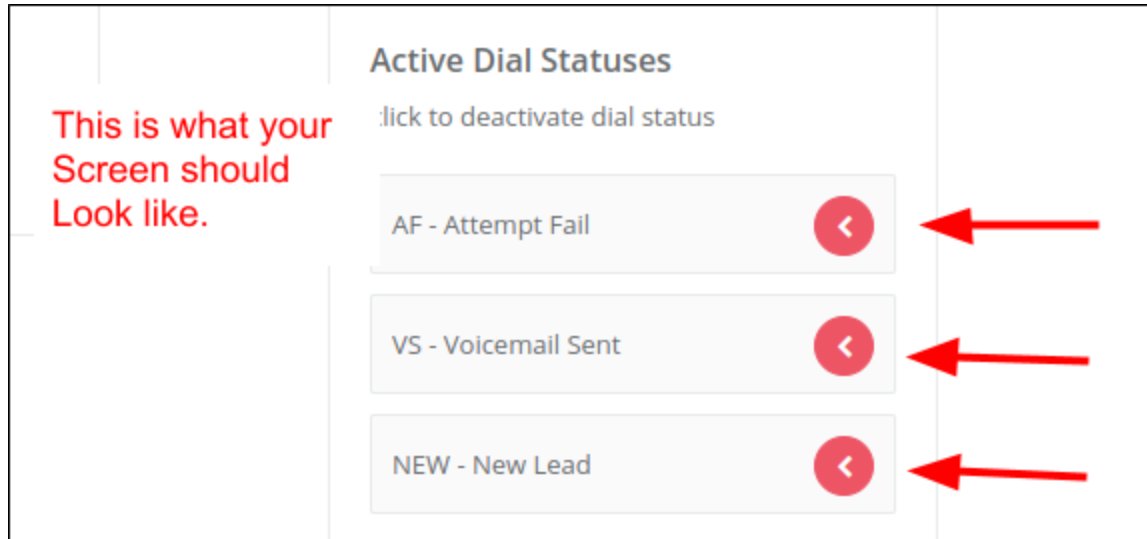 Active Dial Statuses
This is what your
Screen should
Look like.
lick to deactivate dial status
AF - Attempt Fail
VS - Voicemail Sent
NEW - New Lead